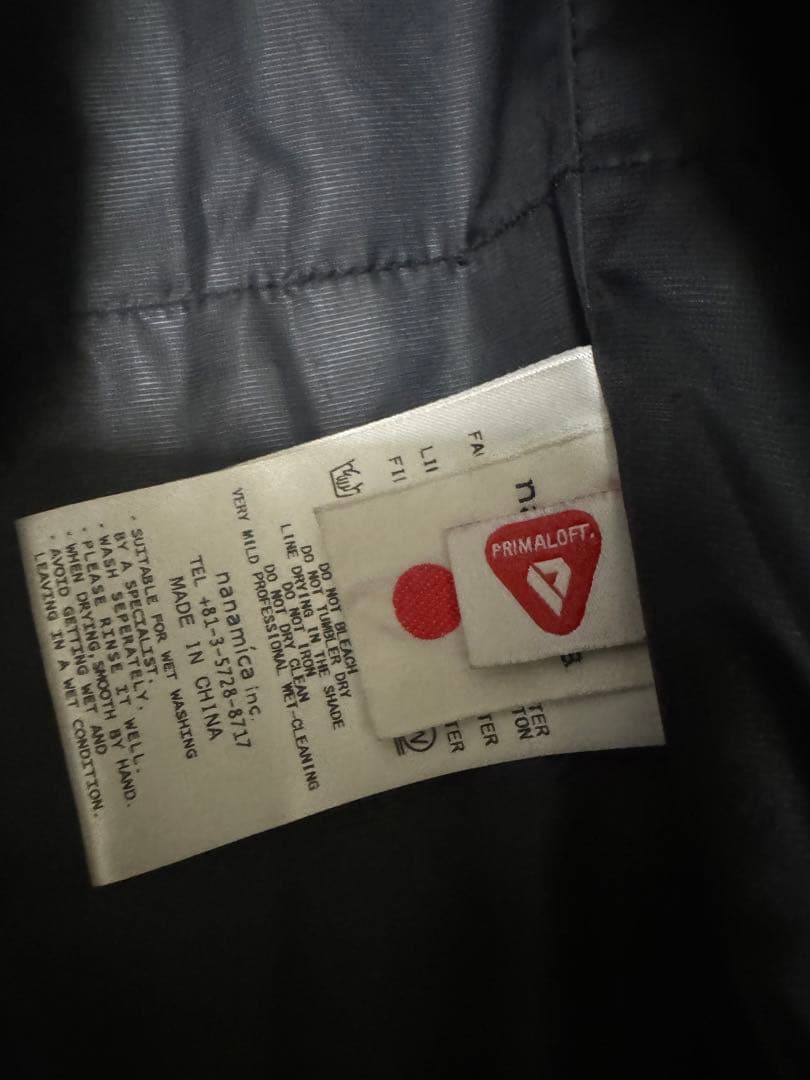 PRIMALOFT.
DO NOT BLEACH
DO NOT TUMBLER DRY
LINE DRYING IN THE SHADE
DO NOT IRON
DO NOT DRY CLEAN
VERY MILD PROFESSIONAL WET-CLEANING
nanamica inc.
TEL +81-3-5728-8717
MADE IN CHINA
· SUITABLE FOR WET WASHING
BY A SPECIALIST.
· WASH SEPERATELY.
· PLEASE RINSE IT WELL.
· WHEN DRYING,SMOOTH BY HAND.
· AVOID GETTING WET AND
LEAVING IN A WET CONDITION.